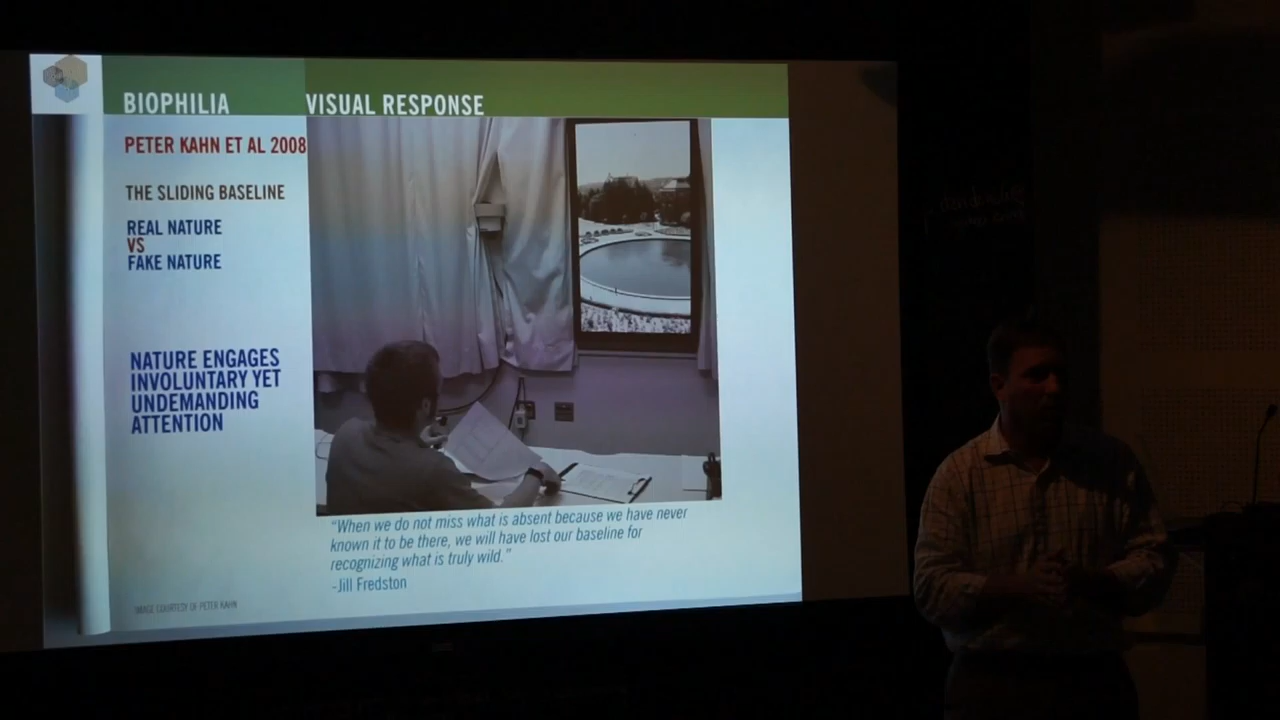 BIOPHILIA
VISUAL RESPONSE
PETER KAHN ET AL 2008
THE SLIDING BASELINE
REAL NATURE
VS
FAKE NATURE
NATURE ENGAGES
INVOLUNTARY YET
UNDEMANDING
ATTENTION
“When we do not miss what is absent because we have never
known it to be there, we will have lost our baseline for
recognizing what is truly wild.”
-Jill Fredston
IMAGE COURTESY OF PETER KAHN